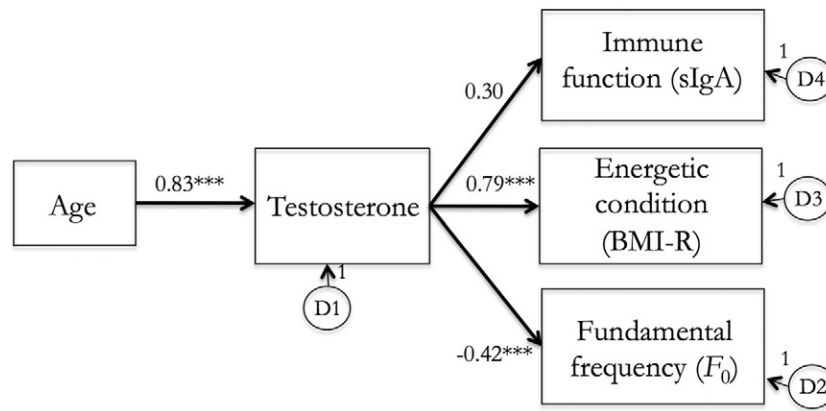 Immune
function (sIgA)
1
D4
0.30
Age
0.83***
Testosterone
1
D1
0.79***
Energetic
condition
(BMI-R)
1
D3
-0.42***
Fundamental
frequency (F₀)
1
D2